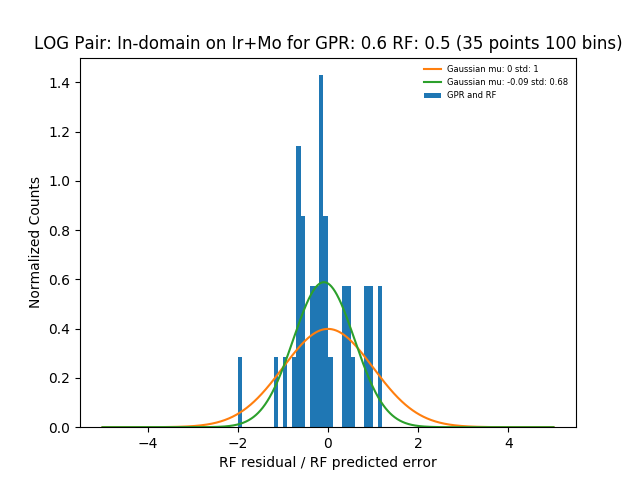 LOG Pair: In-domain on Ir+Mo for GPR: 0.6 RF: 0.5 (35 points 100 bins)
Gaussian mu: 0 std: 1
Gaussian mu: -0.09 std: 0.68
GPR and RF
Normalized Counts
1.4
1.2
1.0
0.8
0.6
0.4
0.2
0.0
−4 −2 0 2 4
RF residual / RF predicted error